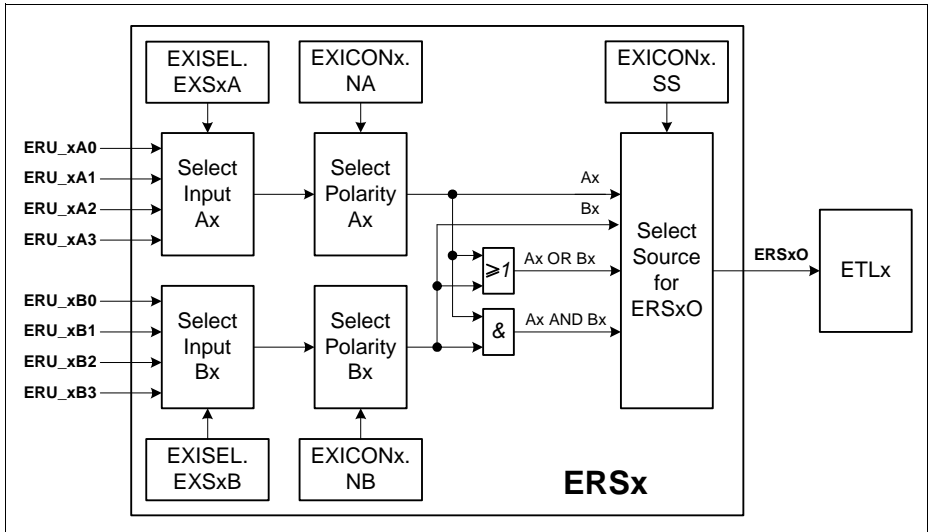 EXISEL.
EXSxA
EXICONx.
NA
EXICONx.
SS
ERU_xA0
ERU_xA1
ERU_xA2
ERU_xA3
Select
Input
Ax
Select
Polarity
Ax
Ax
Bx
Select
Source
for
ERSxO
ERSxO
ETLx
≥1
Ax OR Bx
&
Ax AND Bx
ERU_xB0
ERU_xB1
ERU_xB2
ERU_xB3
Select
Input
Bx
Select
Polarity
Bx
EXISEL.
EXSxB
EXICONx.
NB
ERSx